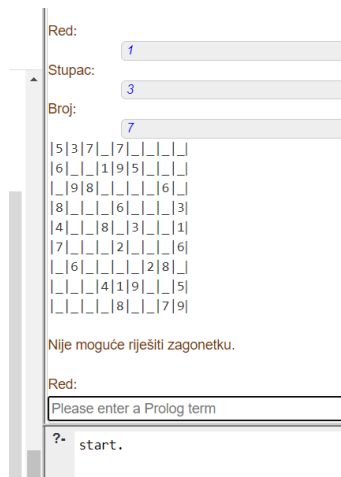 Red:
1
Stupac:
3
Broj:
7
|5|3|7|_|7|_|_|_|_|
|6|_|_|1|9|5|_|_|_|
|_|9|8|_|_|_|_|6|_|
|8|_|_|_|6|_|_|_|3|
|4|_|_|8|_|3|_|_|1|
|7|_|_|_|2|_|_|_|6|
|_|6|_|_|_|_|2|8|_|
|_|_|_|4|1|9|_|_|5|
|_|_|_|_|8|_|_|7|9|
Nije moguće riješiti zagonetku.
Red:
Please enter a Prolog term
?- start.